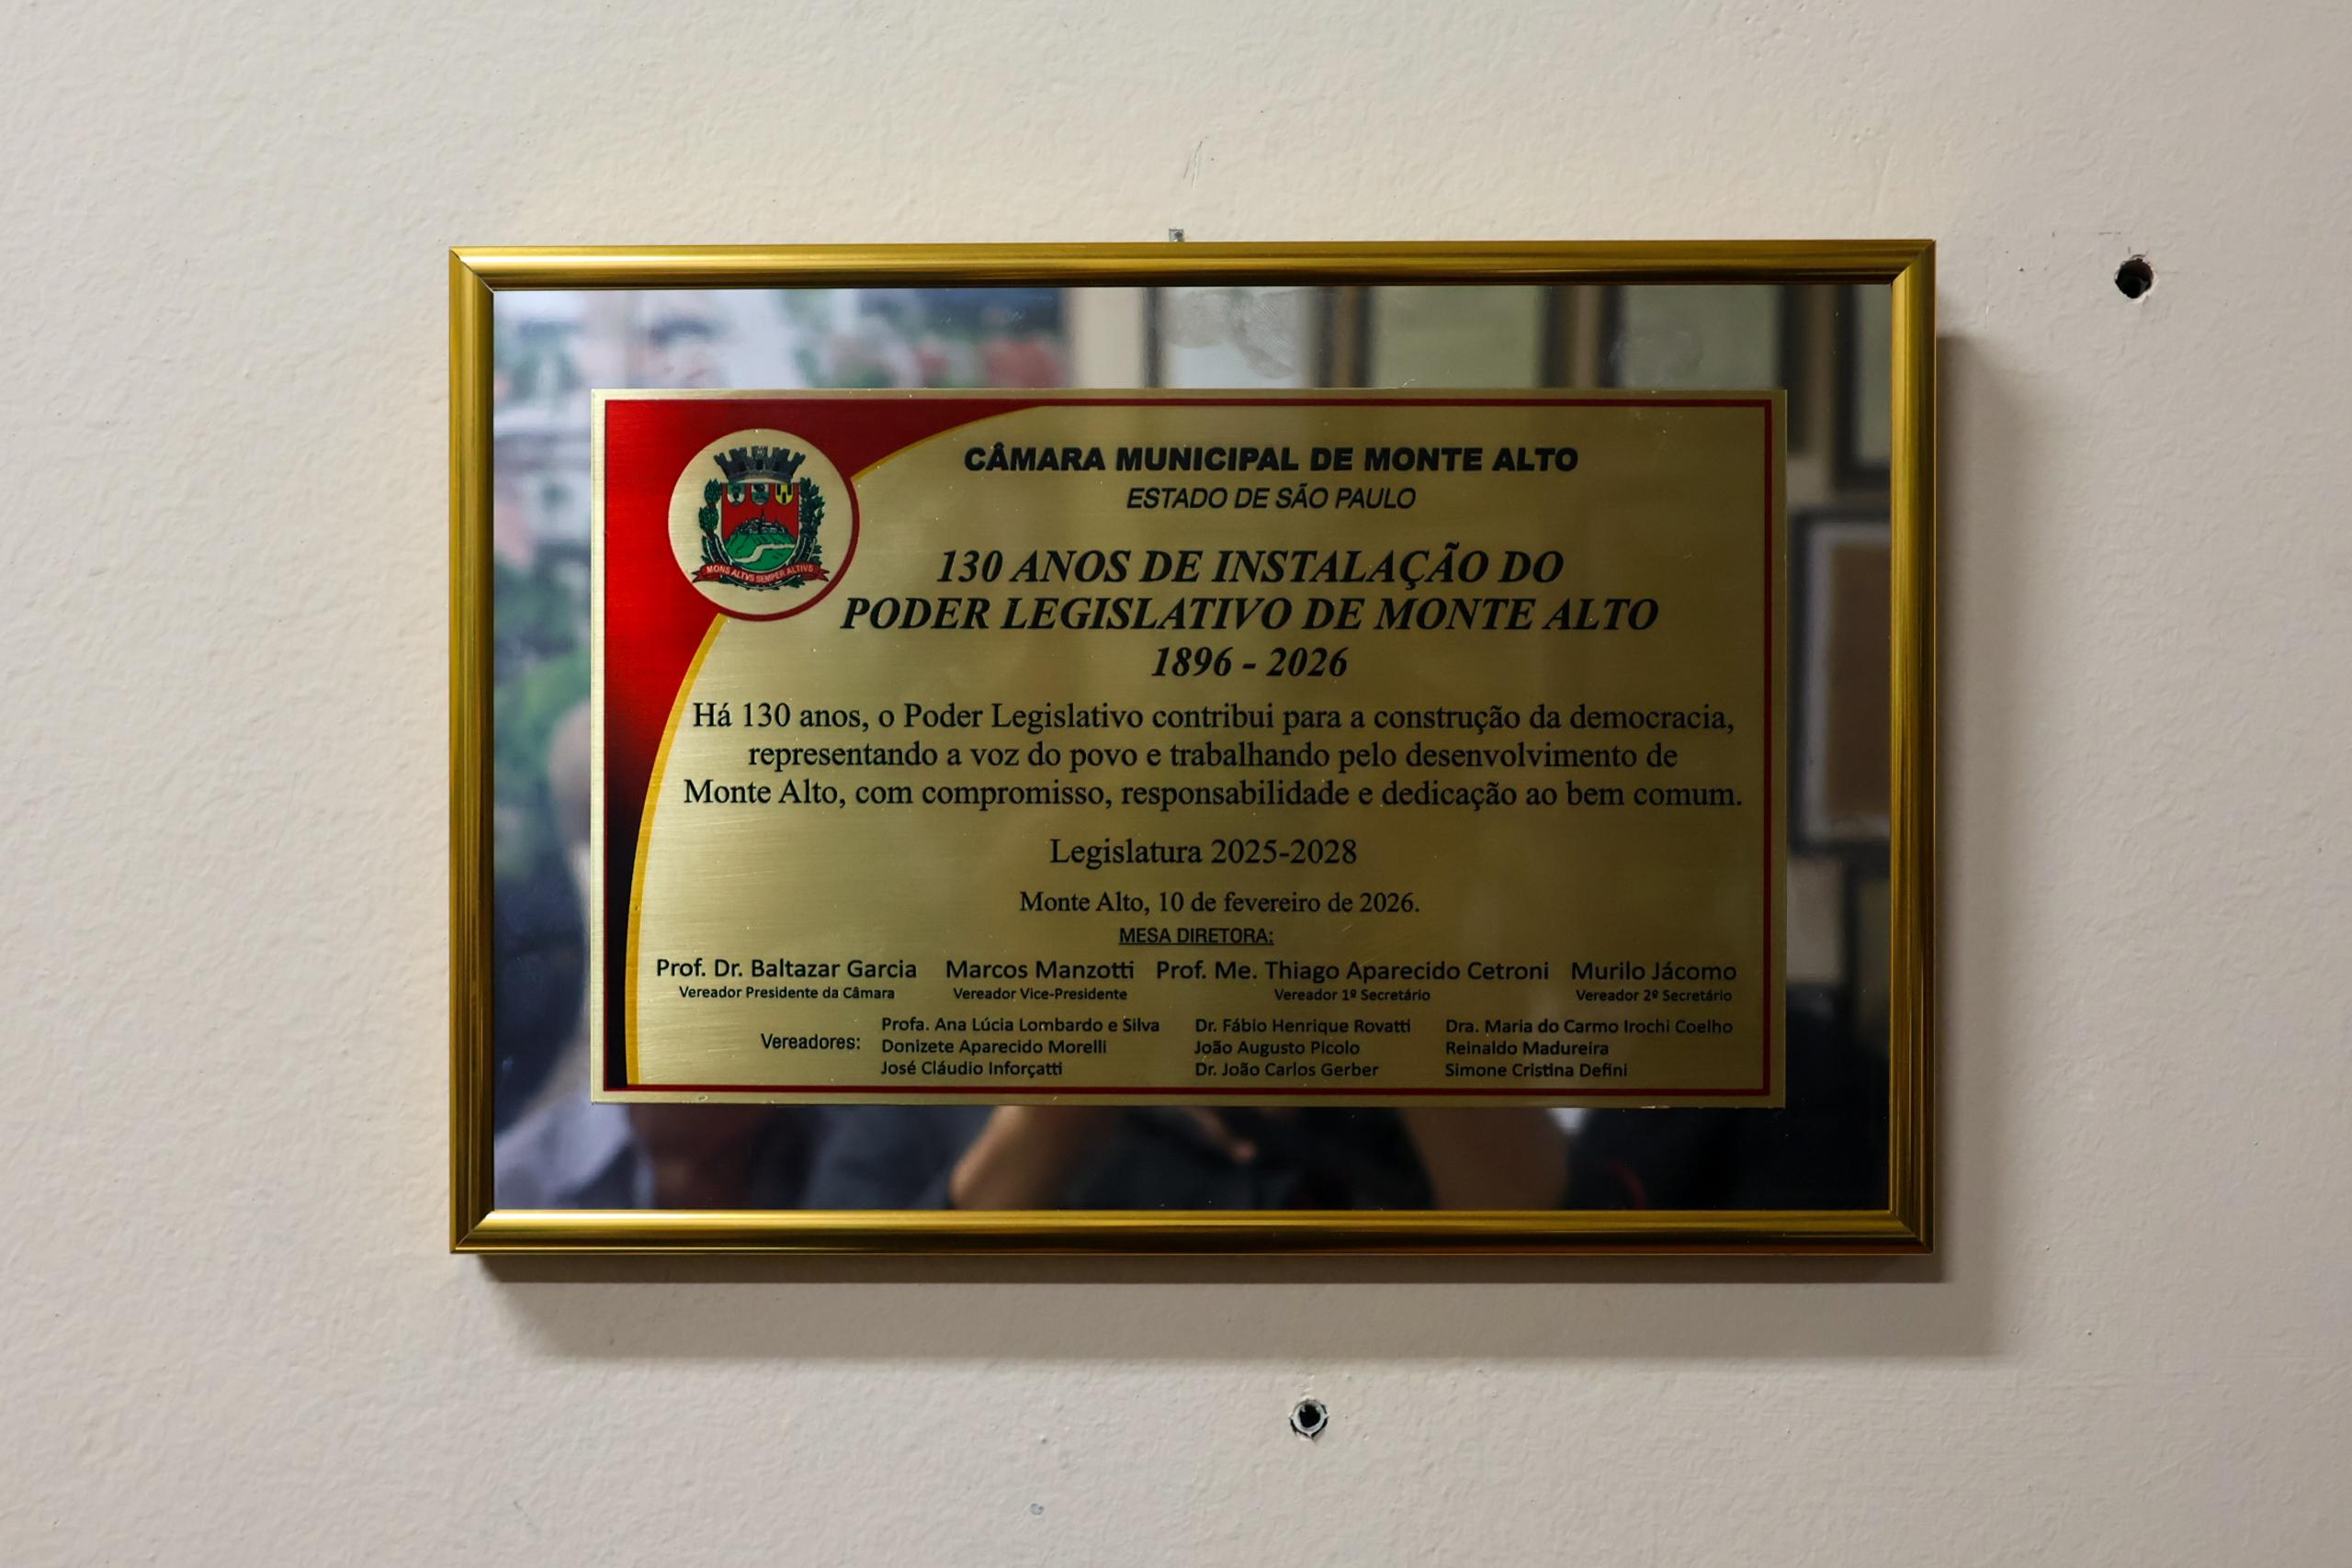 MONS ALTVS SEMPER ALTIVS
CÂMARA MUNICIPAL DE MONTE ALTO
ESTADO DE SÃO PAULO
130 ANOS DE INSTALAÇÃO DO
PODER LEGISLATIVO DE MONTE ALTO
1896 - 2026
Há 130 anos, o Poder Legislativo contribui para a construção da democracia,
representando a voz do povo e trabalhando pelo desenvolvimento de
Monte Alto, com compromisso, responsabilidade e dedicação ao bem comum.
Legislatura 2025-2028
Monte Alto, 10 de fevereiro de 2026.
MESA DIRETORA:
Prof. Dr. Baltazar Garcia Marcos Manzotti Prof. Me. Thiago Aparecido Cetroni Murilo Jácomo
Vereador Presidente da Câmara Vereador Vice-Presidente Vereador 1º Secretário Vereador 2º Secretário
Profa. Ana Lúcia Lombardo e Silva Dr. Fábio Henrique Rovatti Dra. Maria do Carmo Irochi Coelho
Vereadores: Donizete Aparecido Morelli João Augusto Picolo Reinaldo Madureira
José Cláudio Inforçatti Dr. João Carlos Gerber Simone Cristina Defini